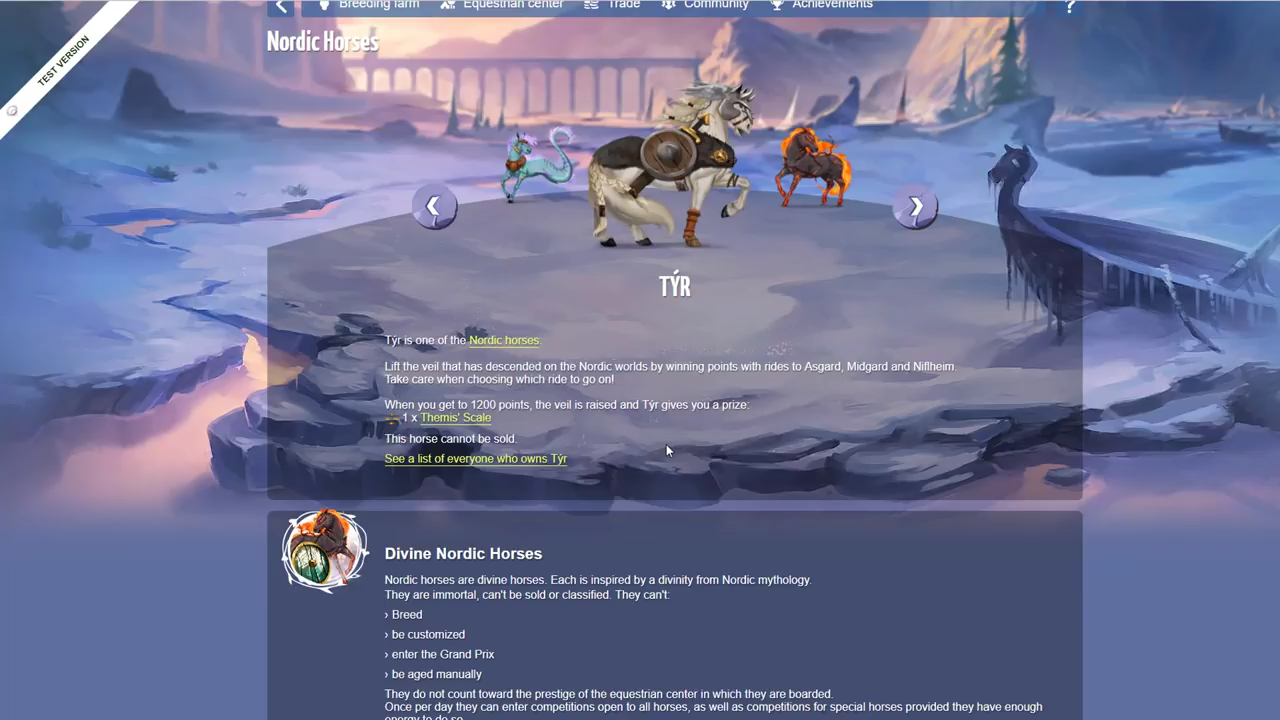 Breeding farm Equestrian center Trade Community Achievements ?
TEST VERSION
Nordic Horses
TÝR
Týr is one of the Nordic horses.
Lift the veil that has descended on the Nordic worlds by winning points with rides to Asgard, Midgard and Niflheim.
Take care when choosing which ride to go on!
When you get to 1200 points, the veil is raised and Týr gives you a prize:
1 x Themis' Scale
This horse cannot be sold.
See a list of everyone who owns Týr
Divine Nordic Horses
Nordic horses are divine horses. Each is inspired by a divinity from Nordic mythology.
They are immortal, can't be sold or classified. They can't:
› Breed
› be customized
› enter the Grand Prix
› be aged manually
They do not count toward the prestige of the equestrian center in which they are boarded.
Once per day they can enter competitions open to all horses, as well as competitions for special horses provided they have enough
energy to do so.